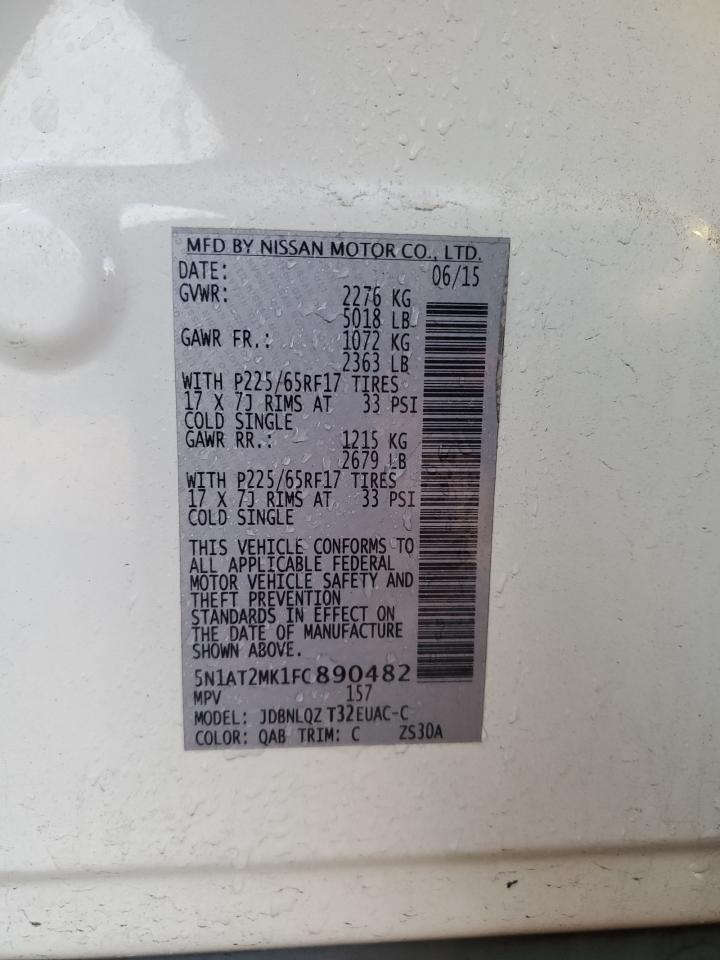 MFD BY NISSAN MOTOR CO., LTD.
DATE: 06/15
GVWR: 2276 KG
5018 LB
GAWR FR.: 1072 KG
2363 LB
WITH P225/65RF17 TIRES
17 X 7J RIMS AT 33 PSI
COLD SINGLE
GAWR RR.: 1215 KG
2679 LB
WITH P225/65RF17 TIRES
17 X 7J RIMS AT 33 PSI
COLD SINGLE
THIS VEHICLE CONFORMS TO
ALL APPLICABLE FEDERAL
MOTOR VEHICLE SAFETY AND
THEFT PREVENTION
STANDARDS IN EFFECT ON
THE DATE OF MANUFACTURE
SHOWN ABOVE.
5N1AT2MK1FC890482
MPV 157
MODEL: JDBNLQZ T32EUAC-C
COLOR: QAB TRIM: C ZS30A